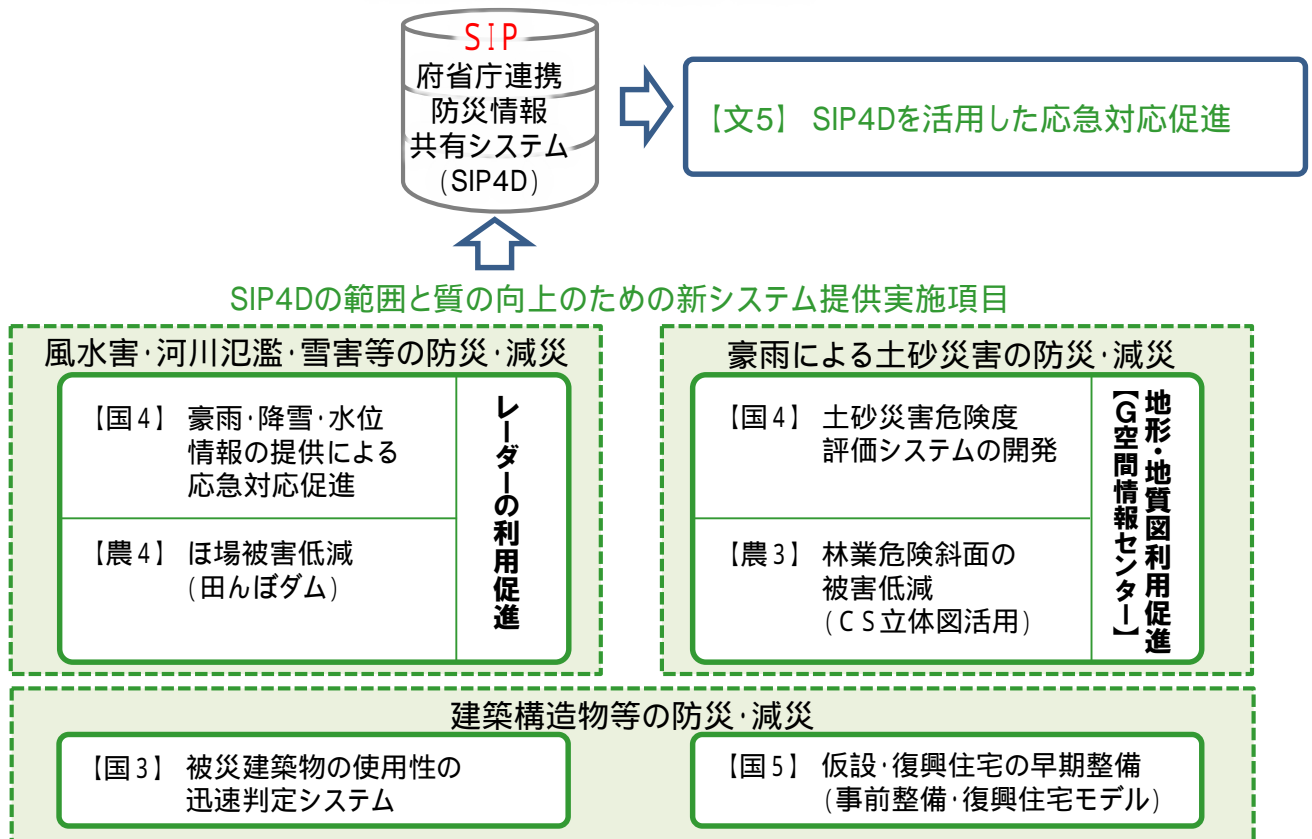 SIP
府省庁連携
防災情報
共有システム
(SIP4D)
【文5】 SIP4Dを活用した応急対応促進
SIP4Dの範囲と質の向上のための新システム提供実施項目
風水害·河川氾濫·雪害等の防災·減災
【国4】 豪雨·降雪·水位
情報の提供による
応急対応促進
【農4】 ほ場被害低減
(田んぼダム)
レーダーの利用促進
豪雨による土砂災害の防災·減災
【国4】 土砂災害危険度
評価システムの開発
【農3】 林業危険斜面の
被害低減
(CS立体図活用)
地形・地質図利用促進
【G空間情報センター】
建築構造物等の防災·減災
【国3】 被災建築物の使用性の
迅速判定システム
【国5】 仮設·復興住宅の早期整備
(事前整備·復興住宅モデル)